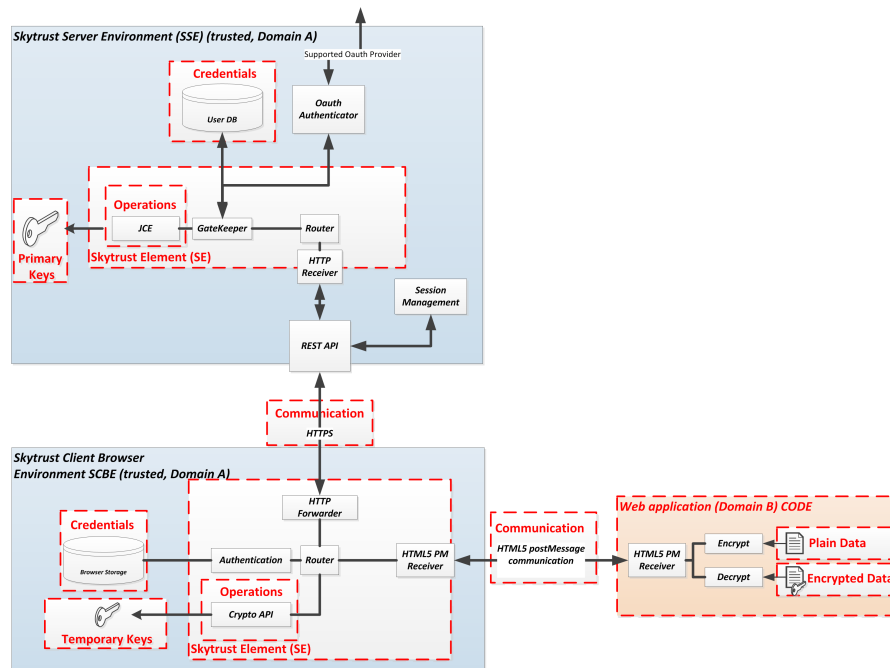 Skytrust Server Environment (SSE) (trusted, Domain A)
Supported Oauth Provider
Credentials
User DB
Oauth
Authenticator
Operations
JCE
GateKeeper
Router
Skytrust Element (SE)
Primary
Keys
HTTP
Receiver
Session
Management
REST API
Communication
HTTPS
Skytrust Client Browser
Environment SCBE (trusted, Domain A)
HTTP
Forwarder
Credentials
Browser Storage
Authentication
Router
HTML5 PM
Receiver
Operations
Crypto API
Temporary Keys
Skytrust Element (SE)
Communication
HTML5 postMessage
communication
Web application (Domain B) CODE
HTML5 PM
Receiver
Encrypt
Plain Data
Decrypt
Encrypted Data